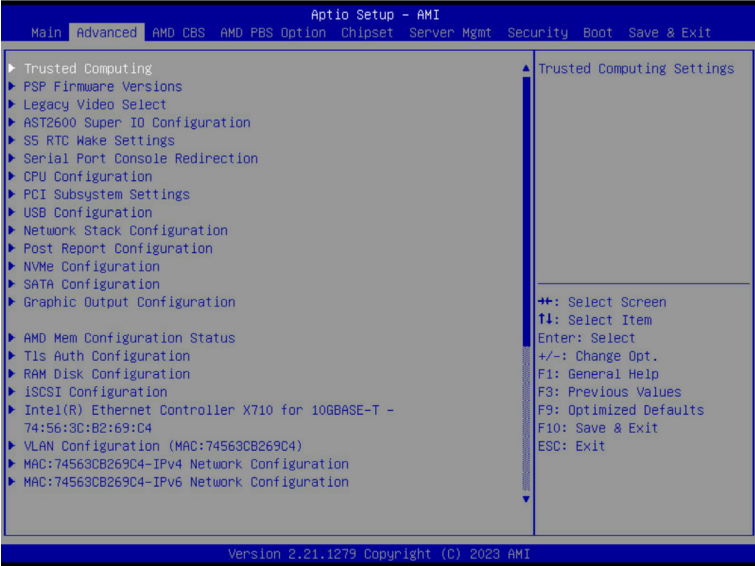 Aptio Setup – AMI
Main Advanced AMD CBS AMD PBS Option Chipset Server Mgmt Security Boot Save & Exit
Trusted Computing
PSP Firmware Versions
Legacy Video Select
AST2600 Super IO Configuration
S5 RTC Wake Settings
Serial Port Console Redirection
CPU Configuration
PCI Subsystem Settings
USB Configuration
Network Stack Configuration
Post Report Configuration
NVMe Configuration
SATA Configuration
Graphic Output Configuration
AMD Mem Configuration Status
Tls Auth Configuration
RAM Disk Configuration
iSCSI Configuration
Intel(R) Ethernet Controller X710 for 10GBASE-T –
74:56:3C:B2:69:C4
VLAN Configuration (MAC:74563CB269C4)
MAC:74563CB269C4-IPv4 Network Configuration
MAC:74563CB269C4-IPv6 Network Configuration
Trusted Computing Settings
→←: Select Screen
↑↓: Select Item
Enter: Select
+/-: Change Opt.
F1: General Help
F3: Previous Values
F9: Optimized Defaults
F10: Save & Exit
ESC: Exit
Version 2.21.1279 Copyright (C) 2023 AMI